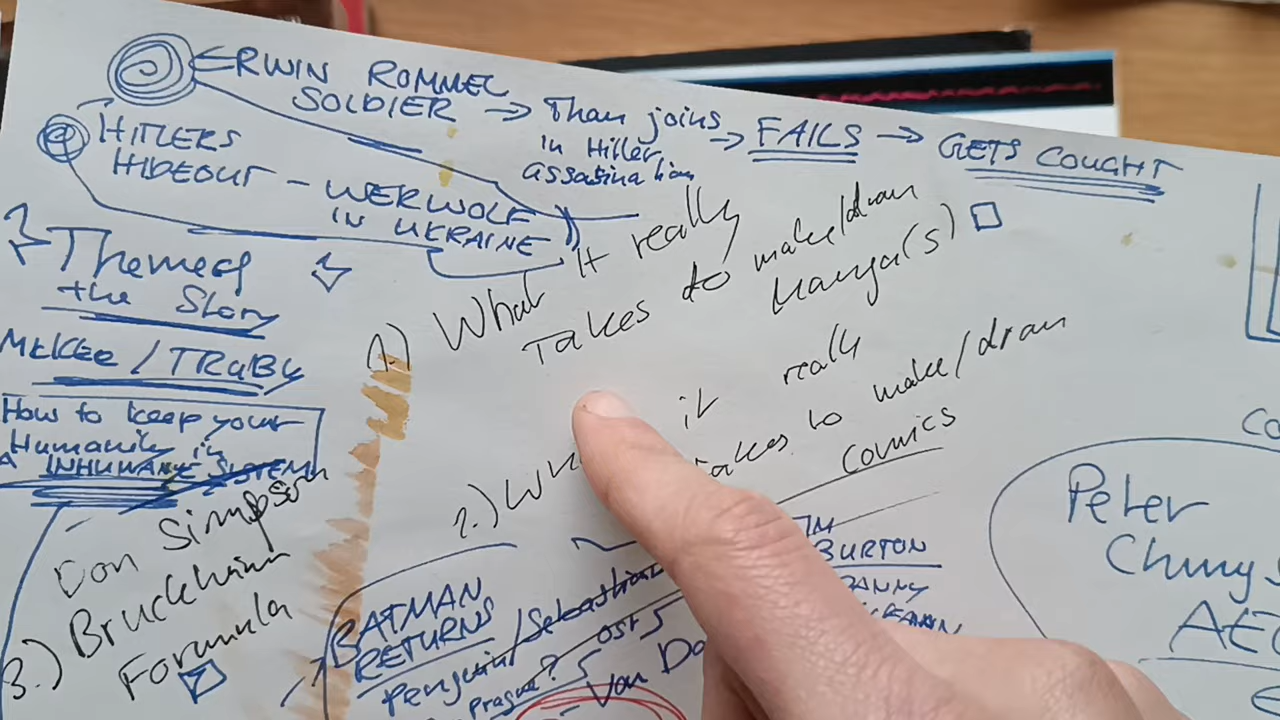 ERWIN ROMMEL
SOLDIER → Than joins
in Hitler
assasination
→ FAILS → GETS COUGHT
HITLERS
HIDEOUT – WERWOLF
IN UKRAINE
Themes of
the Story
McKEE / TRUBY
How to keep your
Humanity in
A INHUMANE SYSTEM
1.) What it really
Takes to make/draw
Manga(s)
2.) it really
takes to make/draw
Comics
Don Simpson
3.) Bruckheimer
Formula
BATMAN
RETURNS
Penguin/Sebastian
Prague?
BURTON
Peter
Chung